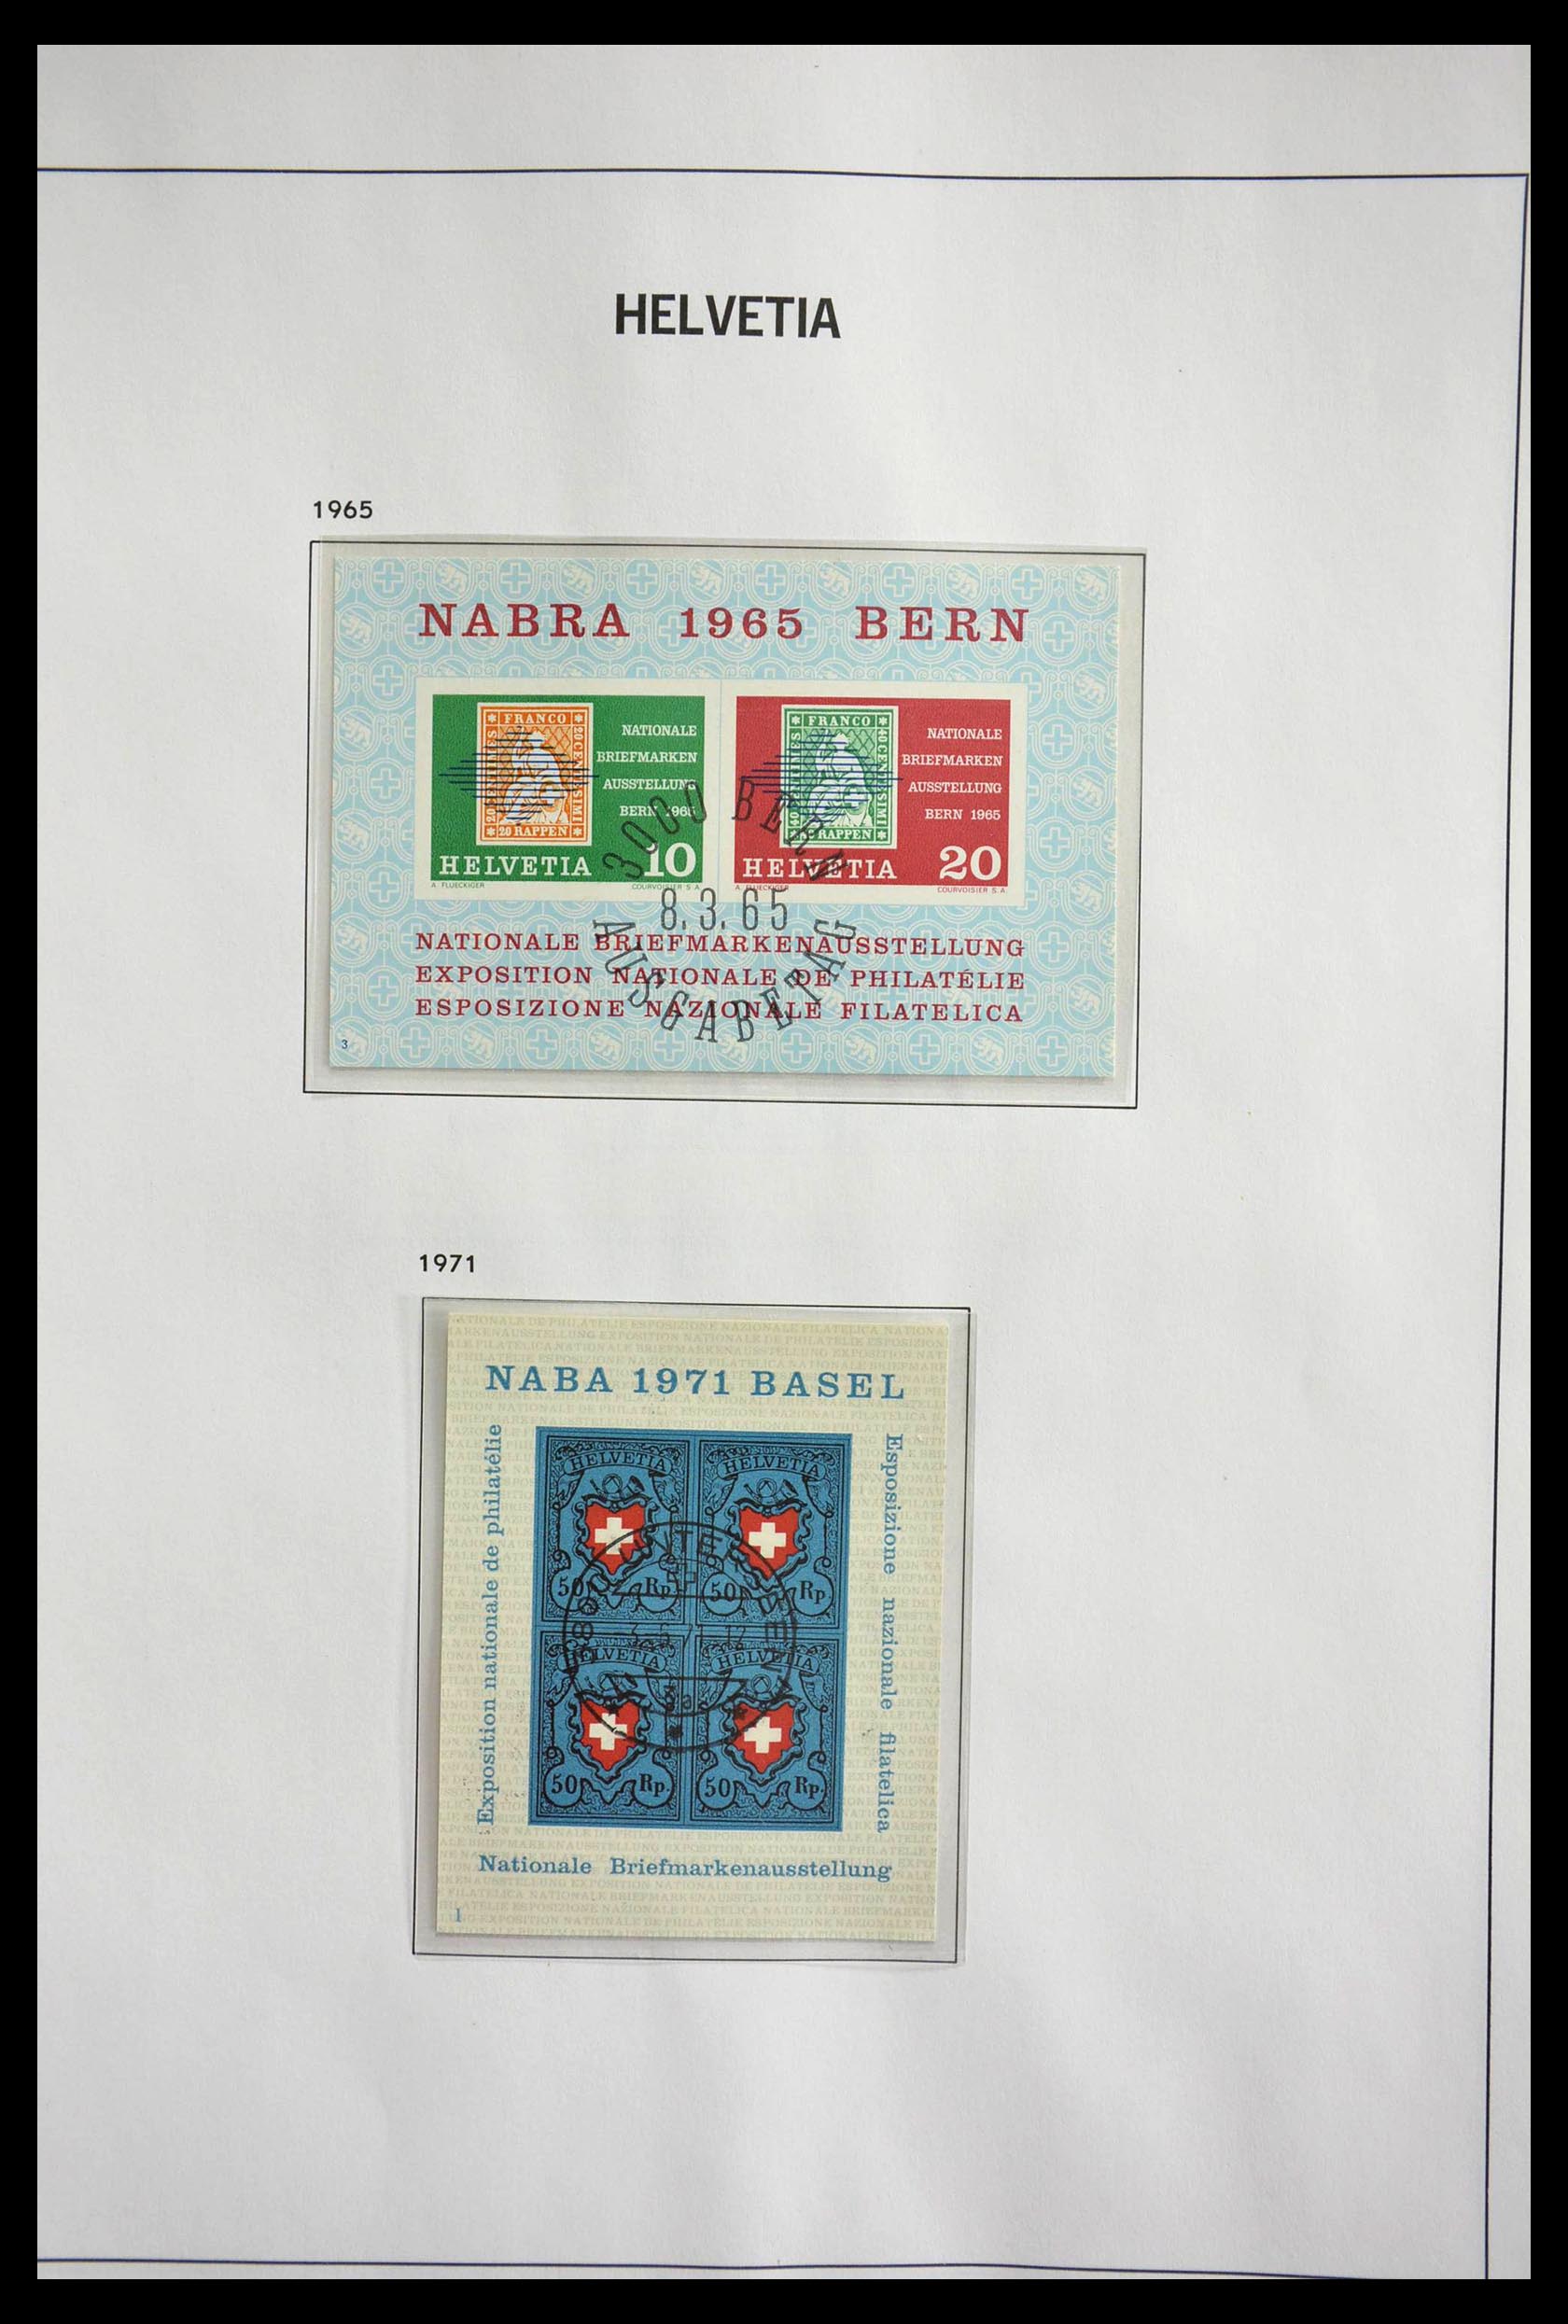 HELVETIA
1965
NABRA 1965 BERN
FRANCO
20 RAPPEN
NATIONALE
BRIEFMARKEN
AUSSTELLUNG
BERN 1965
HELVETIA 10
A. FLUECKIGER
COURVOISIER S A
FRANCO
RAPPEN
NATIONALE
BRIEFMARKEN
AUSSTELLUNG
BERN 1965
HELVETIA 20
COURVOISIER S A
3000 BERN
8.3.65
AUSGABETAG
NATIONALE BRIEFMARKENAUSSTELLUNG
EXPOSITION NATIONALE DE PHILATÉLIE
ESPOSIZIONE NAZIONALE FILATELICA
3
1971
NABA 1971 BASEL
Exposition nationale de philatélie
Esposizione nazionale filatelica
HELVETIA
50 Rp.
HELVETIA
50 Rp
HELVETIA
50 Rp.
HELVETIA
50 Rp.
Nationale Briefmarkenausstellung
1